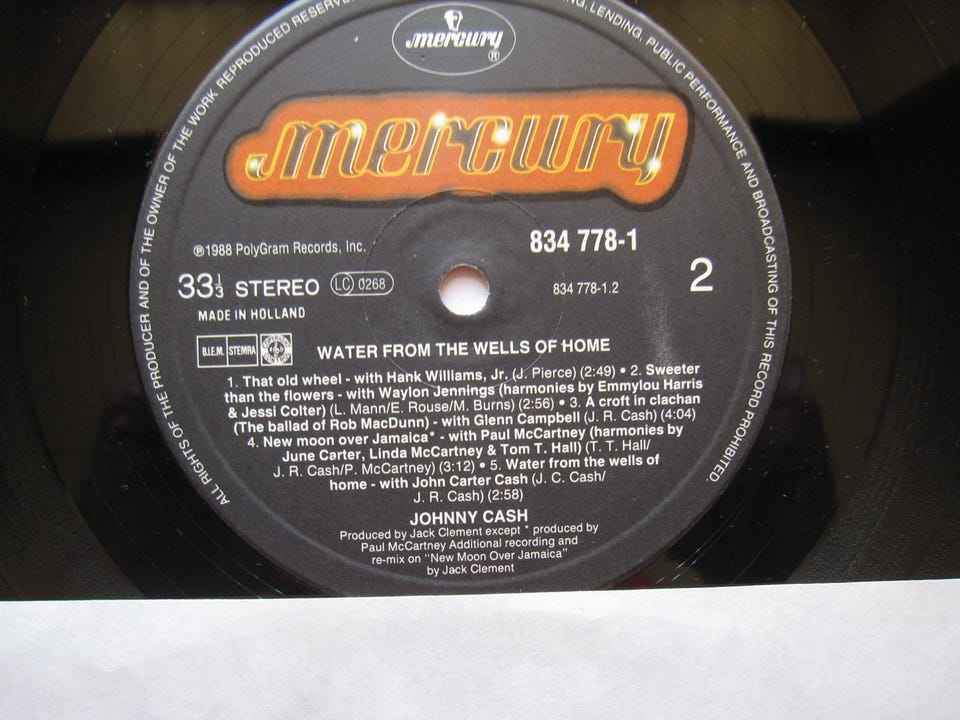 mercury
®
mercury
ALL RIGHTS OF THE PRODUCER AND OF THE OWNER OF THE WORK REPRODUCED RESERVED
LENDING, PUBLIC PERFORMANCE AND BROADCASTING OF THIS RECORD PROHIBITED.
℗1988 PolyGram Records, Inc.
834 778-1
33⅓ STEREO LC 0268
834 778-1.2
2
MADE IN HOLLAND
B.I.E.M. STEMRA
WATER FROM THE WELLS OF HOME
1. That old wheel - with Hank Williams, Jr. (J. Pierce) (2:49) • 2. Sweeter
than the flowers - with Waylon Jennings (harmonies by Emmylou Harris
& Jessi Colter) (L. Mann/E. Rouse/M. Burns) (2:56) • 3. A croft in clachan
(The ballad of Rob MacDunn) - with Glenn Campbell (J. R. Cash) (4:04)
4. New moon over Jamaica* - with Paul McCartney (harmonies by
June Carter, Linda McCartney & Tom T. Hall) (T. T. Hall/
J. R. Cash/P. McCartney) (3:12) • 5. Water from the wells of
home - with John Carter Cash (J. C. Cash/
J. R. Cash) (2:58)
JOHNNY CASH
Produced by Jack Clement except * produced by
Paul McCartney Additional recording and
re-mix on "New Moon Over Jamaica"
by Jack Clement